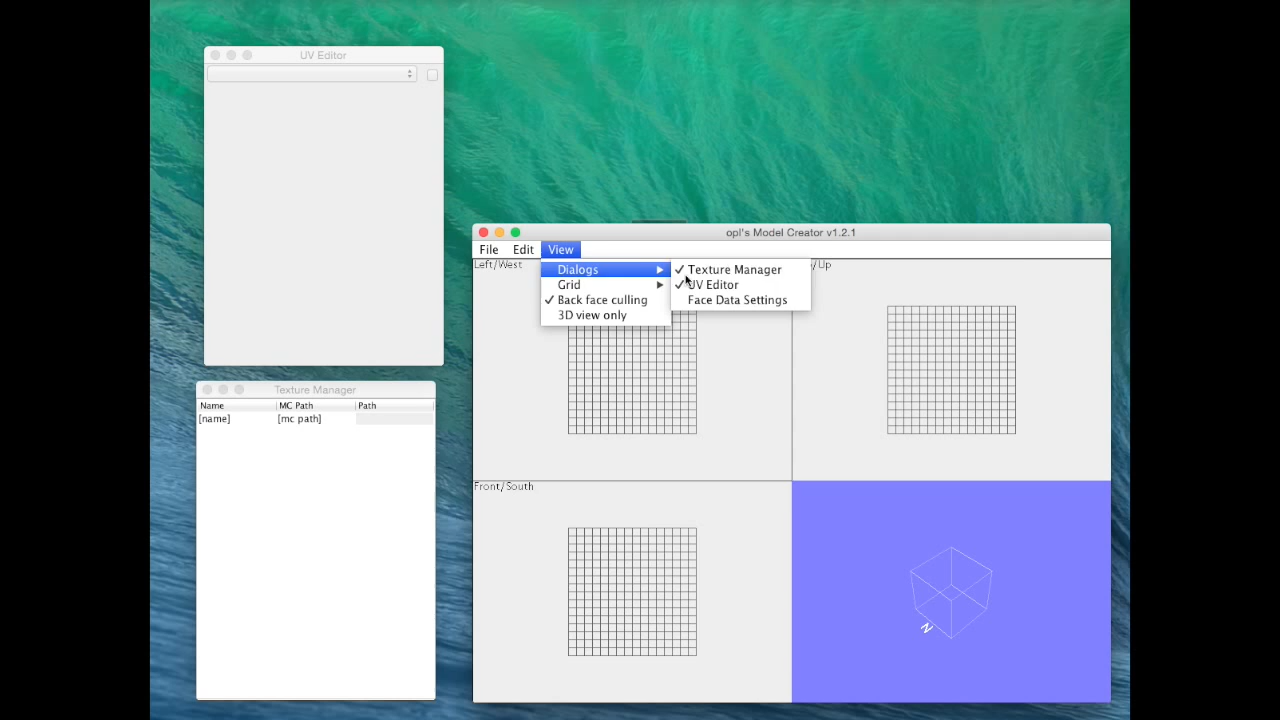 UV Editor
opl's Model Creator v1.2.1
File Edit View
Left/West
/Up
Dialogs
Grid
Back face culling
3D view only
Texture Manager
UV Editor
Face Data Settings
Texture Manager
Name MC Path Path
[name] [mc path]
Front/South
N